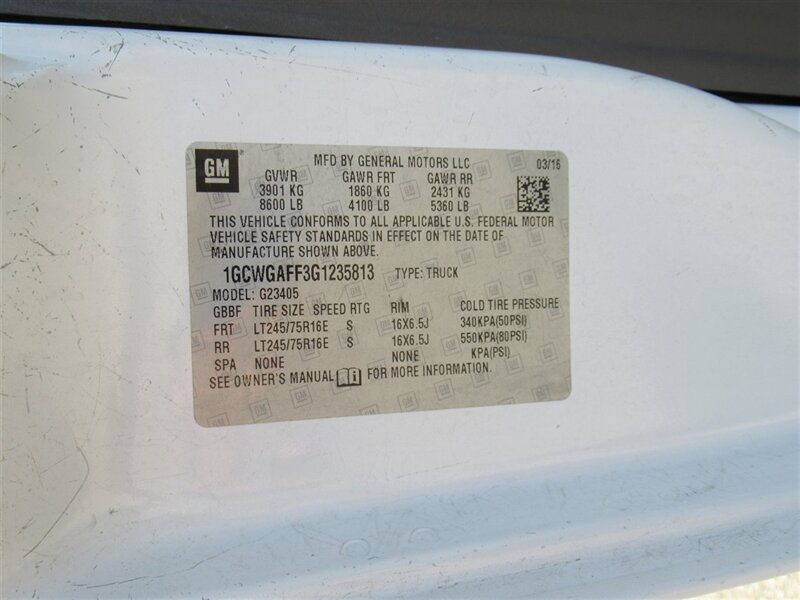 GM MFD BY GENERAL MOTORS LLC 03/16
GVWR GAWR FRT GAWR RR
3901 KG 1860 KG 2431 KG
8600 LB 4100 LB 5360 LB
THIS VEHICLE CONFORMS TO ALL APPLICABLE U.S. FEDERAL MOTOR
VEHICLE SAFETY STANDARDS IN EFFECT ON THE DATE OF
MANUFACTURE SHOWN ABOVE.
1GCWGAFF3G1235813 TYPE: TRUCK
MODEL: G23405
GBBF TIRE SIZE SPEED RTG RIM COLD TIRE PRESSURE
FRT LT245/75R16E S 16X6.5J 340KPA(50PSI)
RR LT245/75R16E S 16X6.5J 550KPA(80PSI)
SPA NONE NONE KPA(PSI)
SEE OWNER'S MANUAL FOR MORE INFORMATION.